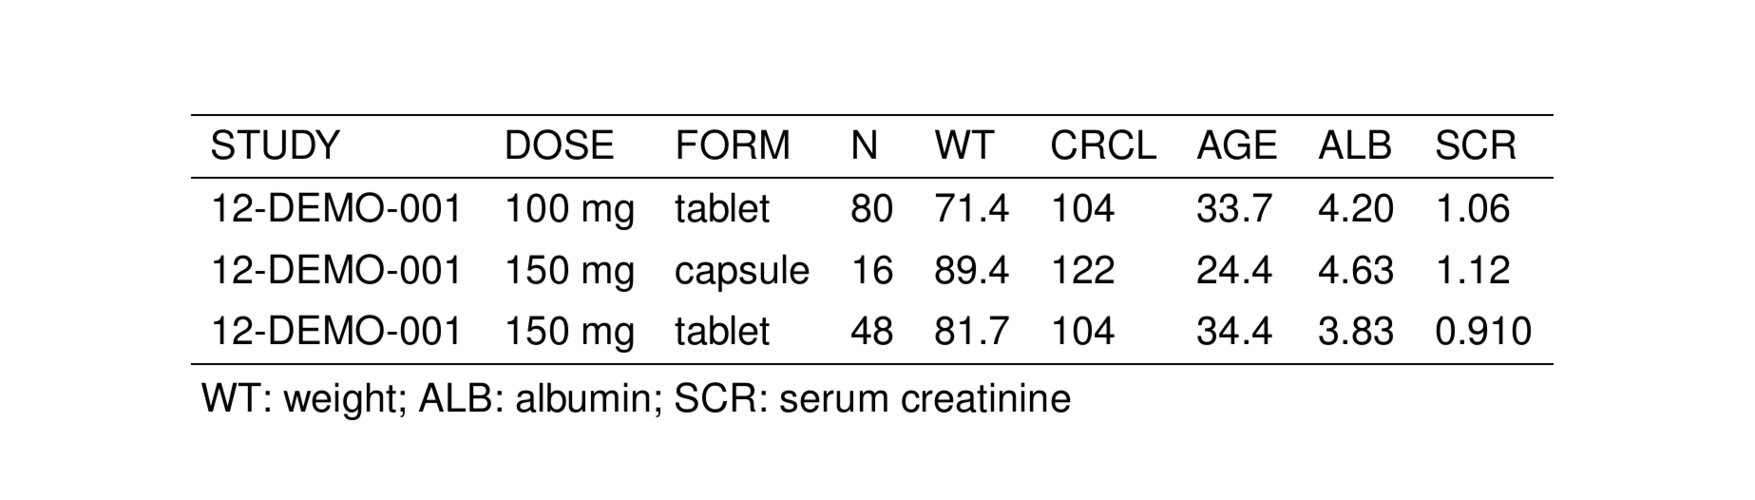 STUDY DOSE FORM N WT CRCL AGE ALB SCR
12-DEMO-001 100 mg tablet 80 71.4 104 33.7 4.20 1.06
12-DEMO-001 150 mg capsule 16 89.4 122 24.4 4.63 1.12
12-DEMO-001 150 mg tablet 48 81.7 104 34.4 3.83 0.910
WT: weight; ALB: albumin; SCR: serum creatinine